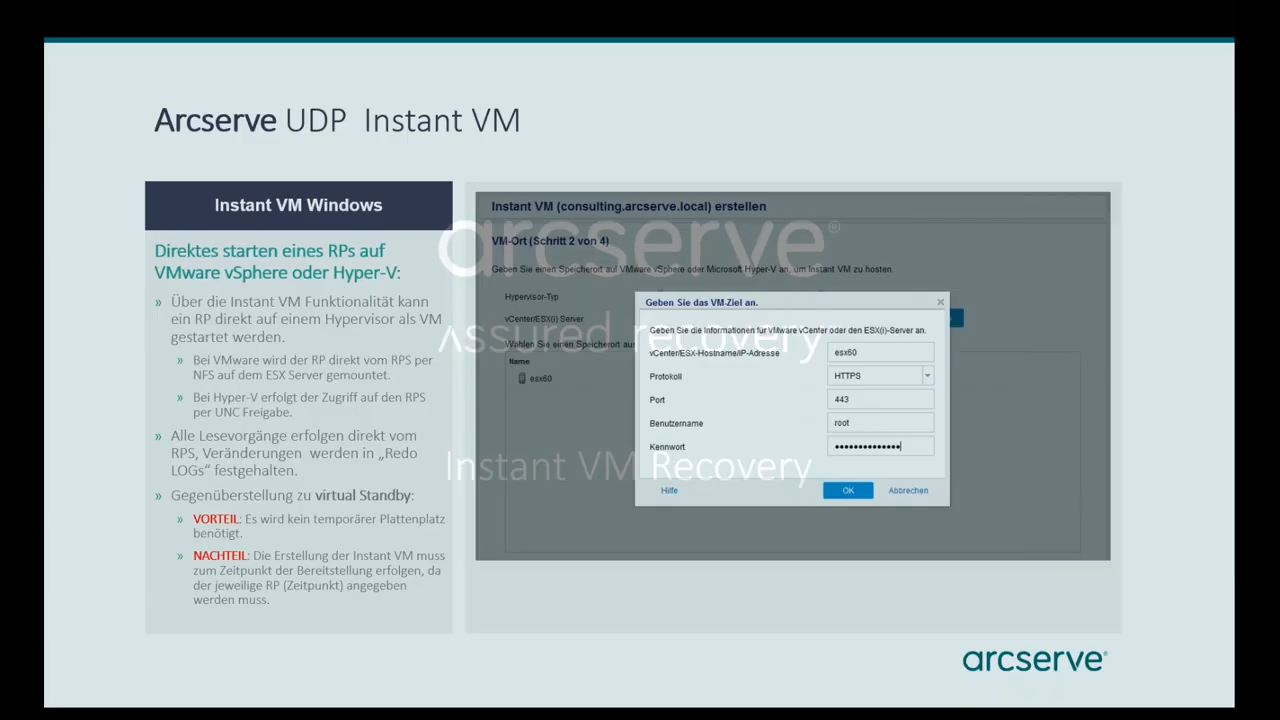 Arcserve UDP Instant VM
Instant VM Windows
Direktes starten eines RPs auf
VMware vSphere oder Hyper-V:
» Über die Instant VM Funktionalität kann
ein RP direkt auf einem Hypervisor als VM
gestartet werden.
» Bei VMware wird der RP direkt vom RPS per
NFS auf dem ESX Server gemountet.
» Bei Hyper-V erfolgt der Zugriff auf den RPS
per UNC Freigabe.
» Alle Lesevorgänge erfolgen direkt vom
RPS, Veränderungen werden in „Redo
LOGs“ festgehalten.
» Gegenüberstellung zu virtual Standby:
» VORTEIL: Es wird kein temporärer Plattenplatz
benötigt.
» NACHTEIL: Die Erstellung der Instant VM muss
zum Zeitpunkt der Bereitstellung erfolgen, da
der jeweilige RP (Zeitpunkt) angegeben
werden muss.
Instant VM (consulting.arcserve.local) erstellen
arcserve®
VM-Ort (Schritt 2 von 4)
Geben Sie einen Speicherort auf VMware vSphere oder Microsoft Hyper-V an, um Instant VM zu hosten.
Hypervisor-Typ
vCenter/ESX(i) Server
Assured recovery
Wählen Sie einen Speicherort aus
Name
esx60
Instant VM Recovery
Geben Sie das VM-Ziel an.
Geben Sie die Informationen für VMware vCenter oder den ESX(i)-Server an.
vCenter/ESX-Hostname/IP-Adresse esx60
Protokoll HTTPS
Port 443
Benutzername root
Kennwort ••••••••••••••
Hilfe OK Abbrechen
arcserve®